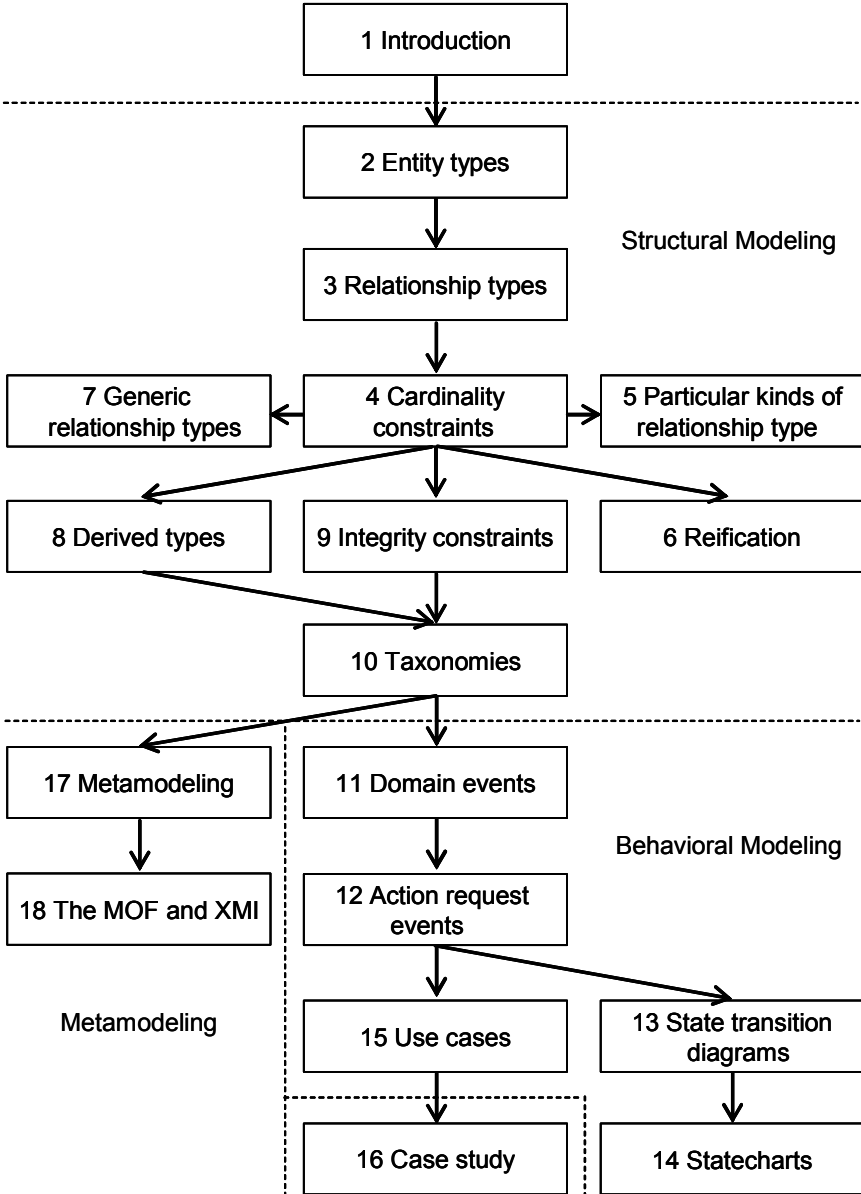 1 Introduction
2 Entity types
Structural Modeling
3 Relationship types
7 Generic
relationship types
4 Cardinality
constraints
5 Particular kinds of
relationship type
8 Derived types
9 Integrity constraints
6 Reification
10 Taxonomies
17 Metamodeling
11 Domain events
Behavioral Modeling
18 The MOF and XMI
12 Action request
events
Metamodeling
15 Use cases
13 State transition
diagrams
16 Case study
14 Statecharts